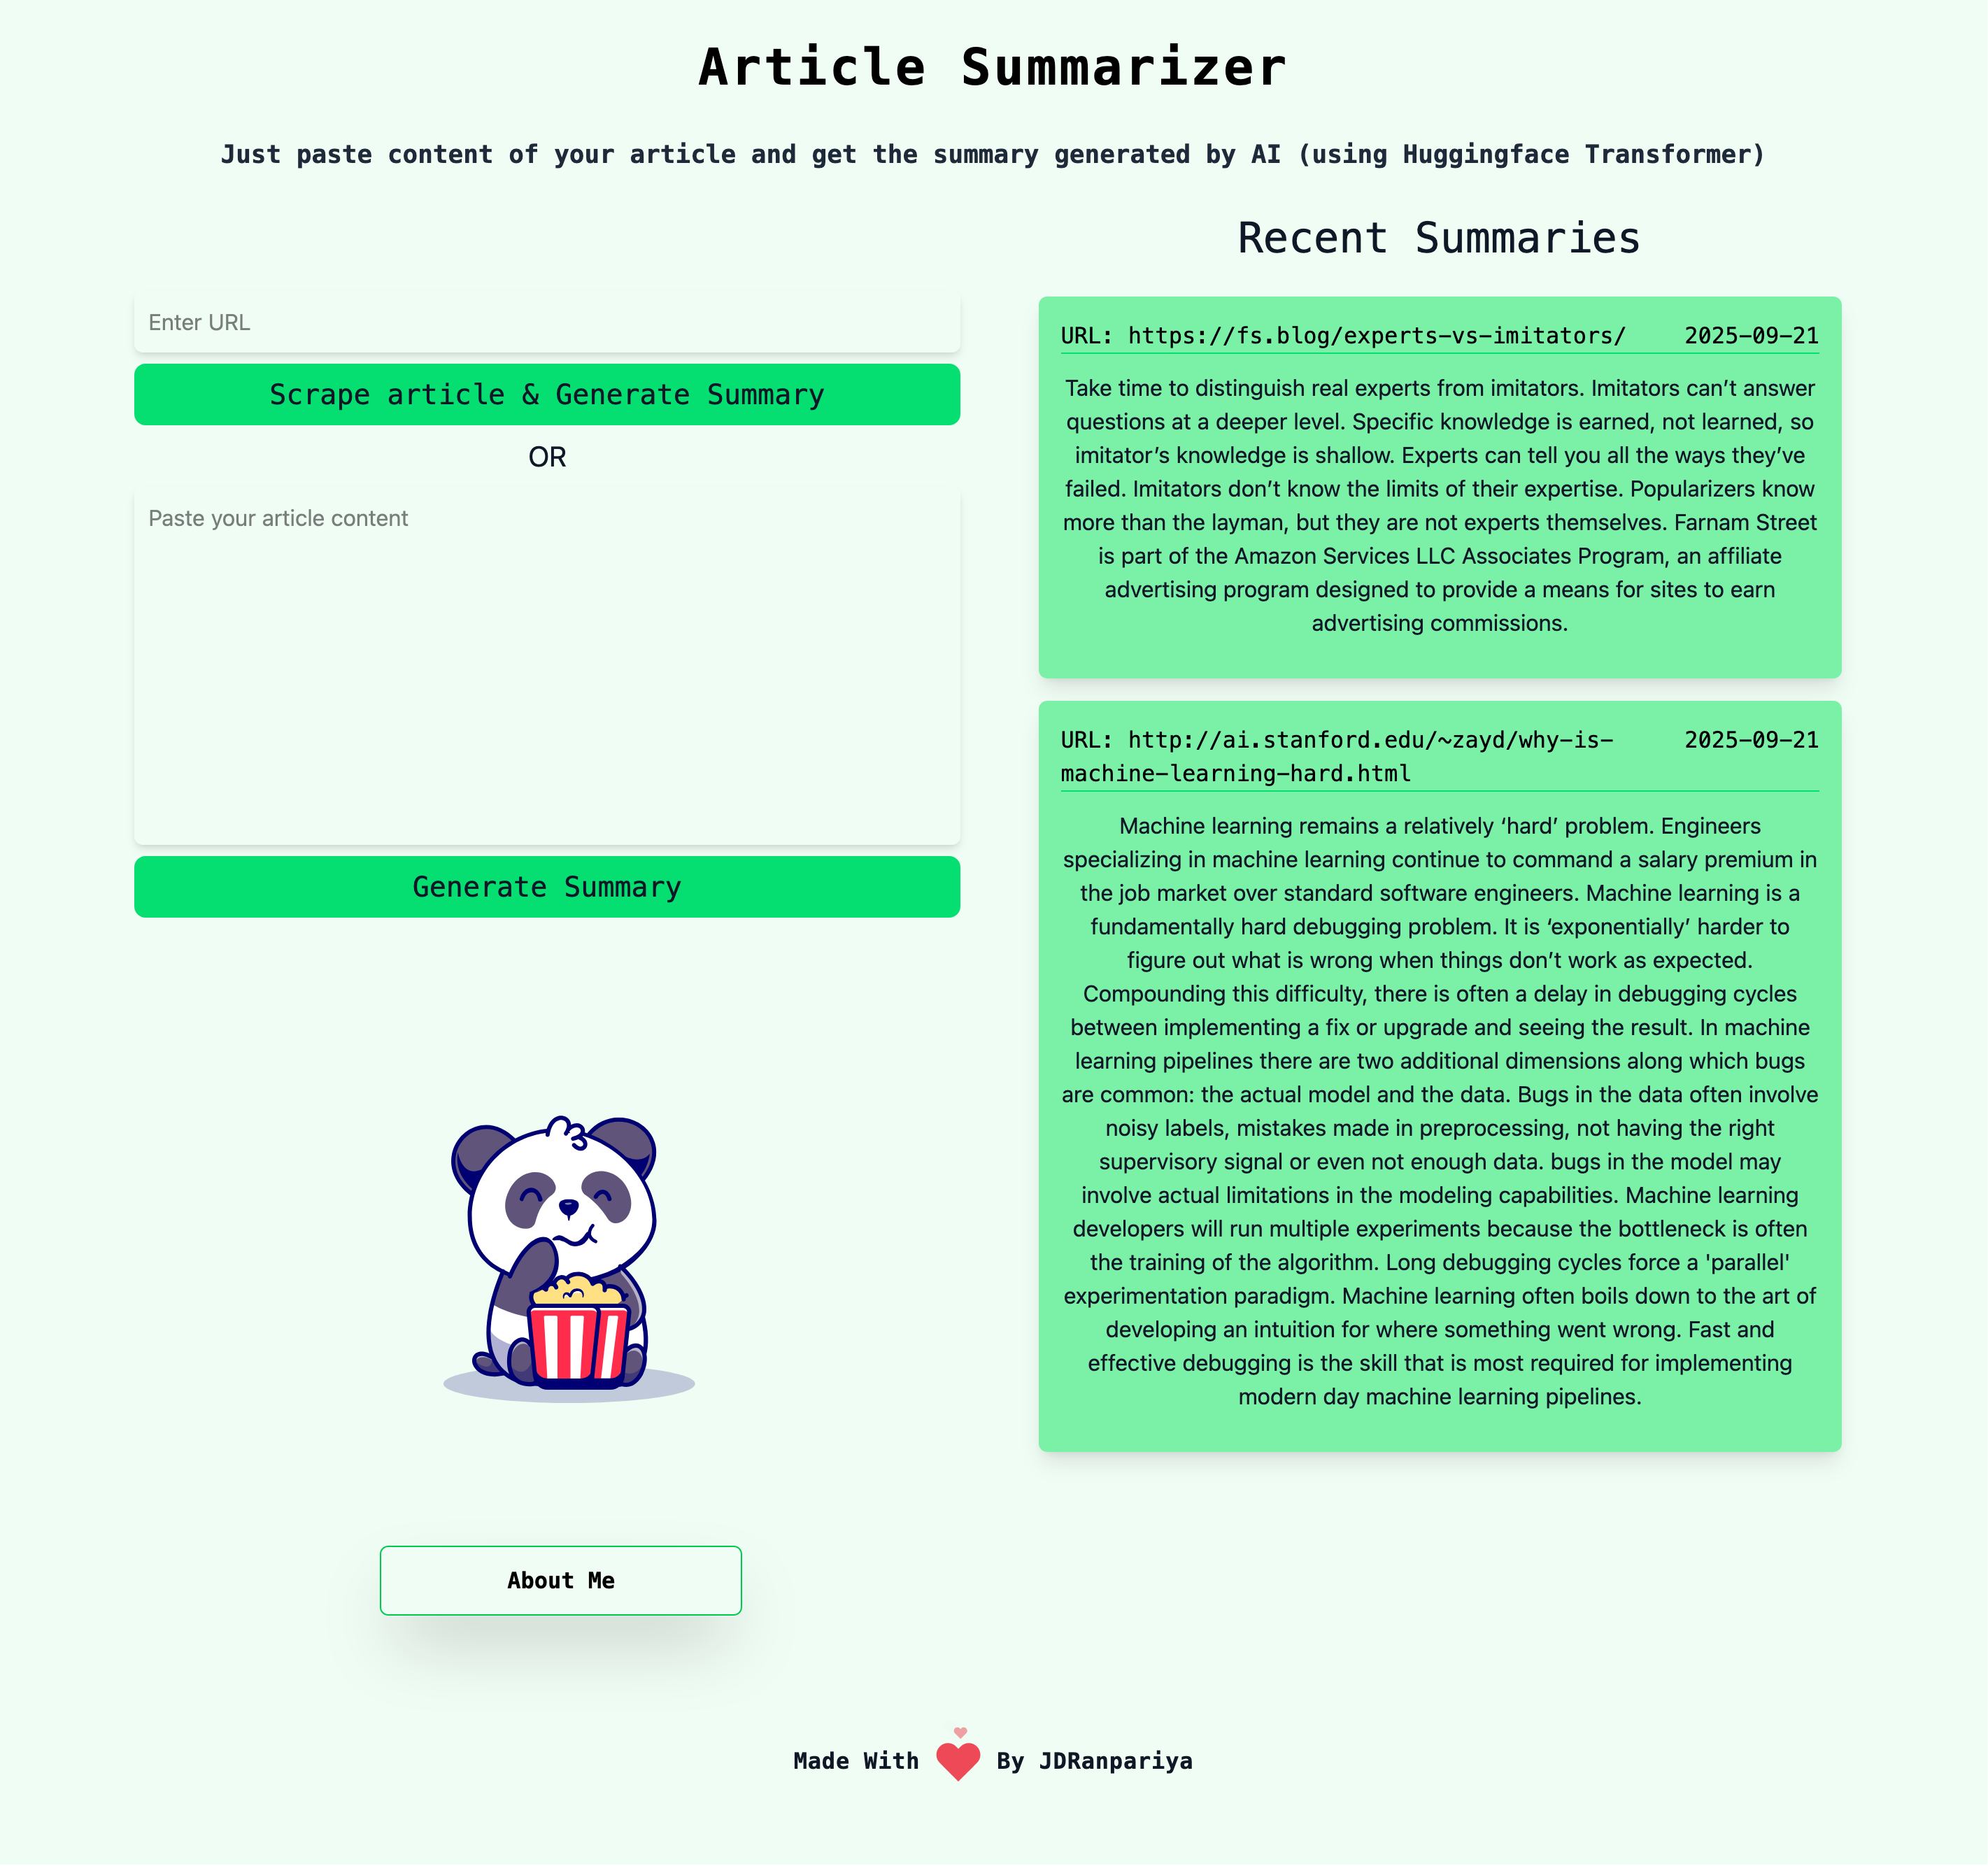 Article Summarizer
Just paste content of your article and get the summary generated by AI (using Huggingface Transformer)
Enter URL
Scrape article & Generate Summary
OR
Paste your article content
Generate Summary
About Me
Recent Summaries
URL: https://fs.blog/experts-vs-imitators/ 2025-09-21
Take time to distinguish real experts from imitators. Imitators can’t answer
questions at a deeper level. Specific knowledge is earned, not learned, so
imitator’s knowledge is shallow. Experts can tell you all the ways they’ve
failed. Imitators don’t know the limits of their expertise. Popularizers know
more than the layman, but they are not experts themselves. Farnam Street
is part of the Amazon Services LLC Associates Program, an affiliate
advertising program designed to provide a means for sites to earn
advertising commissions.
URL: http://ai.stanford.edu/~zayd/why-is- 2025-09-21
machine-learning-hard.html
Machine learning remains a relatively ‘hard’ problem. Engineers
specializing in machine learning continue to command a salary premium in
the job market over standard software engineers. Machine learning is a
fundamentally hard debugging problem. It is ‘exponentially’ harder to
figure out what is wrong when things don’t work as expected.
Compounding this difficulty, there is often a delay in debugging cycles
between implementing a fix or upgrade and seeing the result. In machine
learning pipelines there are two additional dimensions along which bugs
are common: the actual model and the data. Bugs in the data often involve
noisy labels, mistakes made in preprocessing, not having the right
supervisory signal or even not enough data. bugs in the model may
involve actual limitations in the modeling capabilities. Machine learning
developers will run multiple experiments because the bottleneck is often
the training of the algorithm. Long debugging cycles force a 'parallel'
experimentation paradigm. Machine learning often boils down to the art of
developing an intuition for where something went wrong. Fast and
effective debugging is the skill that is most required for implementing
modern day machine learning pipelines.
Made With By JDRanpariya